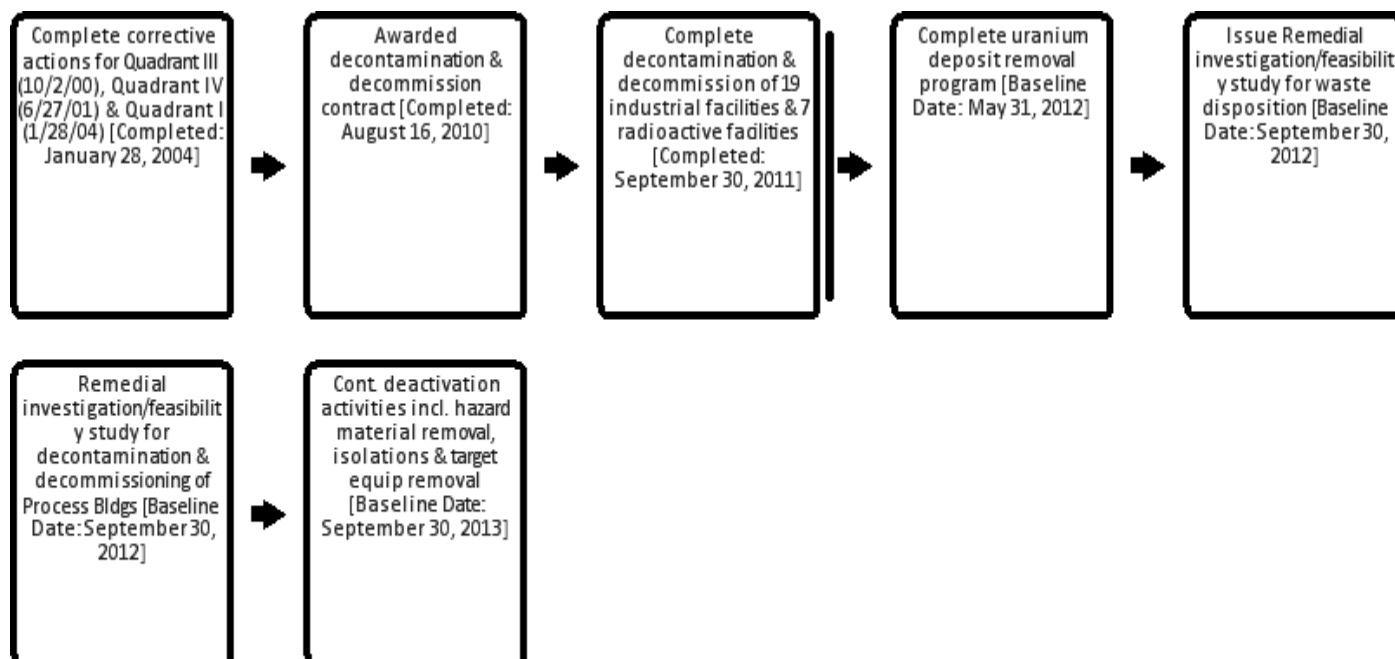 Complete corrective
actions for Quadrant III
(10/2/00), Quadrant IV
(6/27/01) & Quadrant I
(1/28/04) [Completed:
January 28, 2004]
Awarded
decontamination &
decommission
contract [Completed:
August 16, 2010]
Complete
decontamination &
decommission of 19
industrial facilities & 7
radioactive facilities
[Completed:
September 30, 2011]
Complete uranium
deposit removal
program [Baseline
Date: May 31, 2012]
Issue Remedial
investigation/feasibilit
y study for waste
disposition [Baseline
Date: September 30,
2012]
Remedial
investigation/feasibilit
y study for
decontamination &
decommissioning of
Process Bldgs [Baseline
Date: September 30,
2012]
Cont. deactivation
activities incl. hazard
material removal,
isolations & target
equip removal
[Baseline Date:
September 30, 2013]